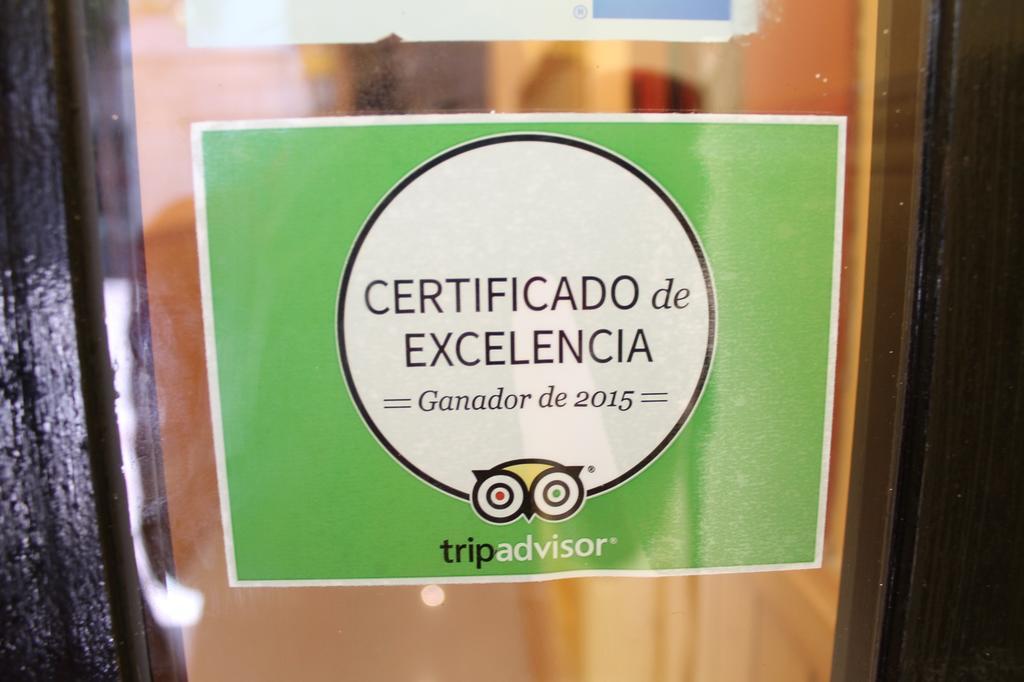 ®
CERTIFICADO de
EXCELENCIA
Ganador de 2015
®
tripadvisor®